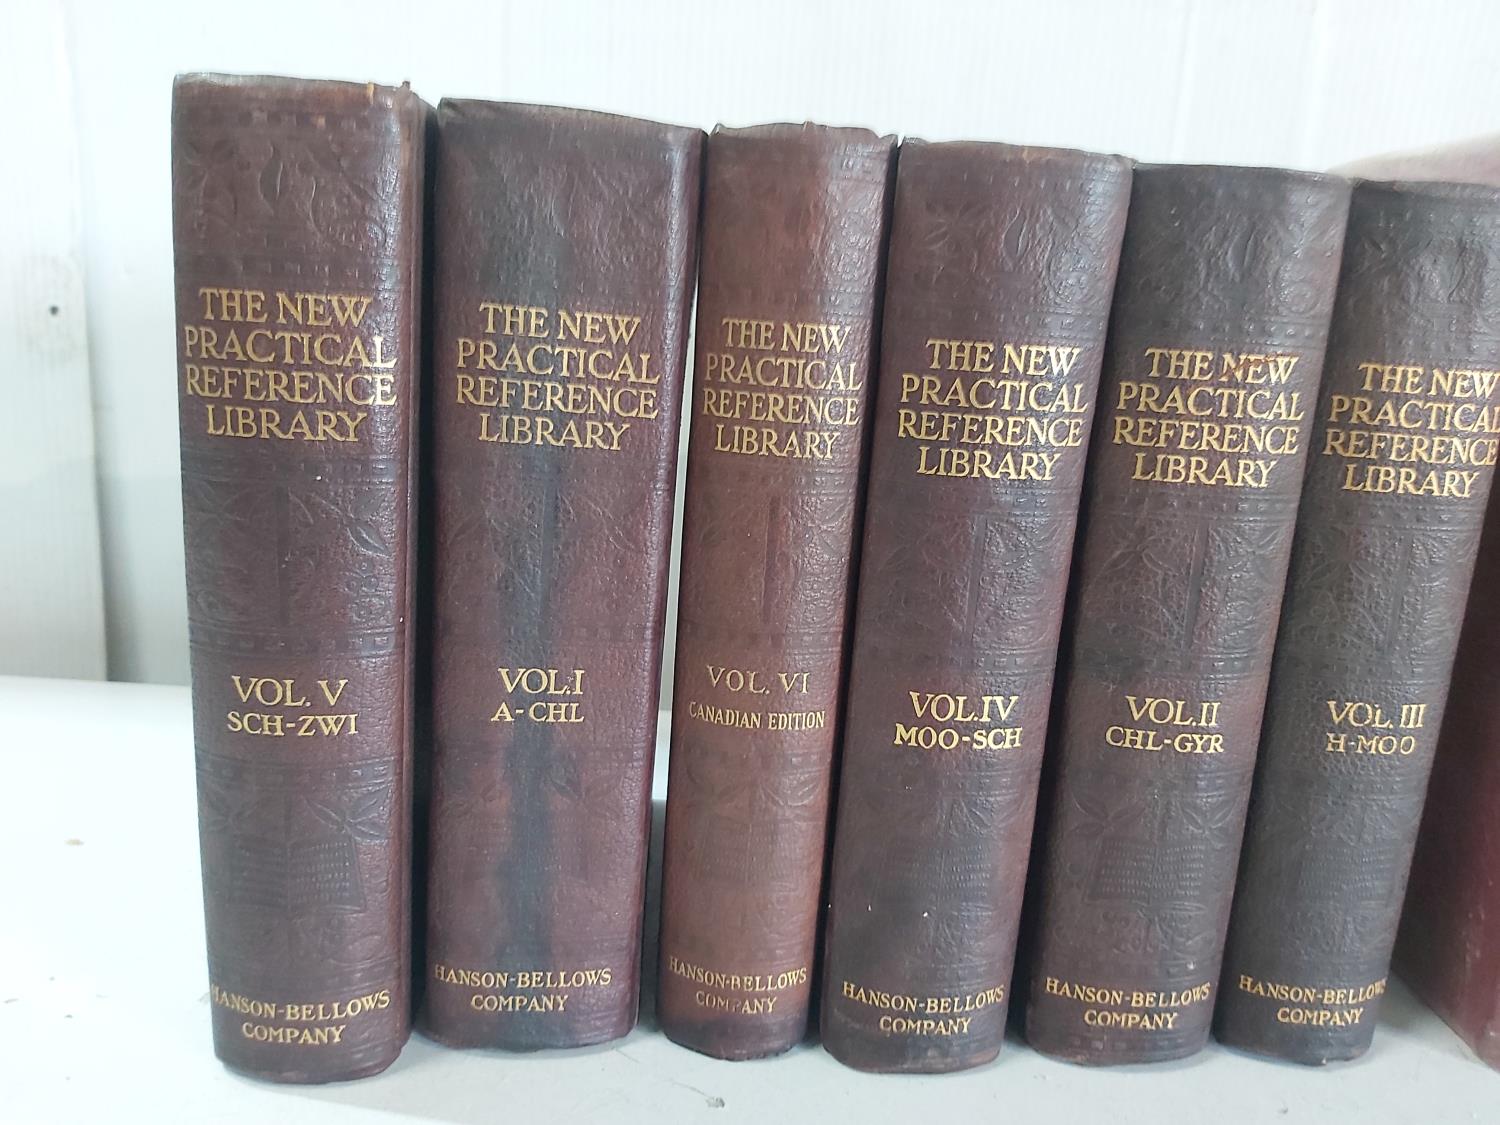 THE NEW
PRACTICAL
REFERENCE
LIBRARY
VOL. V
SCH-ZWI
HANSON-BELLOWS
COMPANY
THE NEW
PRACTICAL
REFERENCE
LIBRARY
VOL. I
A-CHL
HANSON-BELLOWS
COMPANY
THE NEW
PRACTICAL
REFERENCE
LIBRARY
VOL. VI
CANADIAN EDITION
HANSON-BELLOWS
COMPANY
THE NEW
PRACTICAL
REFERENCE
LIBRARY
VOL. IV
MOO-SCH
HANSON-BELLOWS
COMPANY
THE NEW
PRACTICAL
REFERENCE
LIBRARY
VOL. II
CHL-GYR
HANSON-BELLOWS
COMPANY
THE NEW
PRACTICAL
REFERENCE
LIBRARY
VOL. III
H-MOO
HANSON-BELLOWS
COMPANY